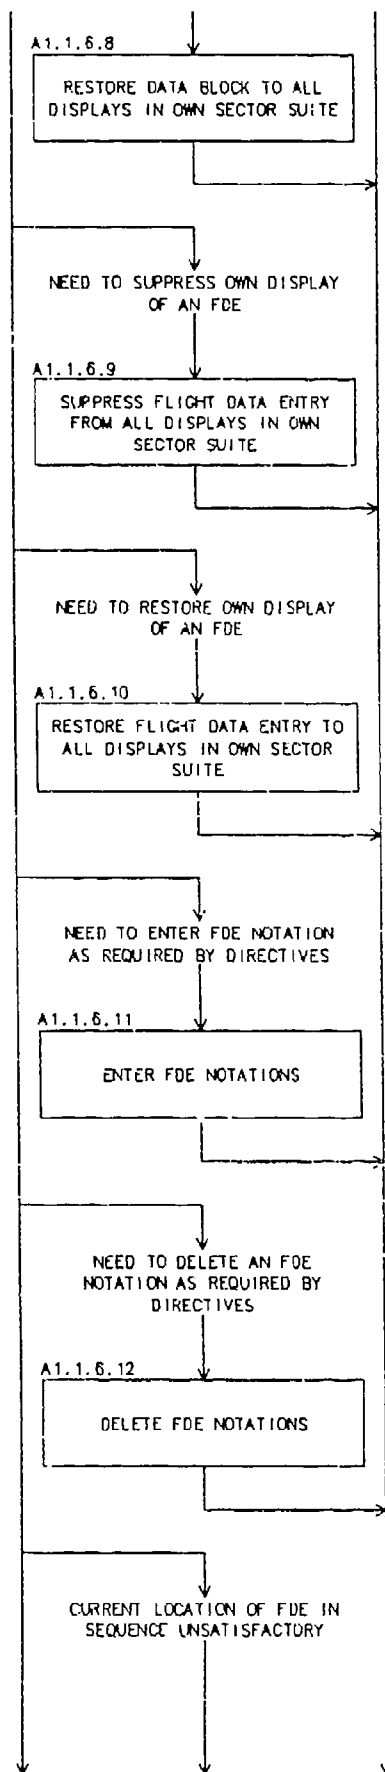 A1.1.6.8
RESTORE DATA BLOCK TO ALL
DISPLAYS IN OWN SECTOR SUITE
NEED TO SUPPRESS OWN DISPLAY
OF AN FDE
A1.1.6.9
SUPPRESS FLIGHT DATA ENTRY
FROM ALL DISPLAYS IN OWN
SECTOR SUITE
NEED TO RESTORE OWN DISPLAY
OF AN FDE
A1.1.6.10
RESTORE FLIGHT DATA ENTRY TO
ALL DISPLAYS IN OWN SECTOR
SUITE
NEED TO ENTER FDE NOTATION
AS REQUIRED BY DIRECTIVES
A1.1.6.11
ENTER FDE NOTATIONS
NEED TO DELETE AN FDE
NOTATION AS REQUIRED BY
DIRECTIVES
A1.1.6.12
DELETE FDE NOTATIONS
CURRENT LOCATION OF FDE IN
SEQUENCE UNSATISFACTORY